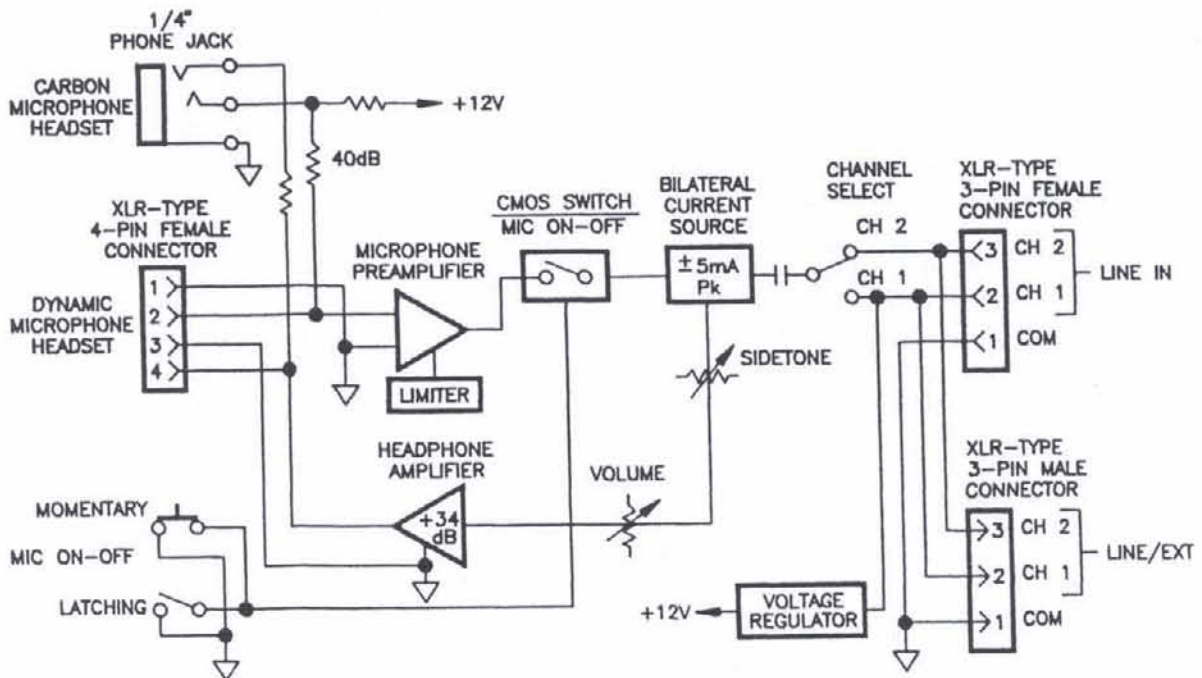 1/4"
PHONE JACK
CARBON
MICROPHONE
HEADSET
+12V
40dB
XLR-TYPE
4-PIN FEMALE
CONNECTOR
1
2
3
4
DYNAMIC
MICROPHONE
HEADSET
MICROPHONE
PREAMPLIFIER
LIMITER
CMOS SWITCH
MIC ON-OFF
BILATERAL
CURRENT
SOURCE
±5mA
Pk
CHANNEL
SELECT
CH 2
CH 1
XLR-TYPE
3-PIN FEMALE
CONNECTOR
3 CH 2
2 CH 1
1 COM
LINE IN
SIDETONE
HEADPHONE
AMPLIFIER
+34
dB
VOLUME
MOMENTARY
MIC ON-OFF
LATCHING
+12V
VOLTAGE
REGULATOR
XLR-TYPE
3-PIN MALE
CONNECTOR
3 CH 2
2 CH 1
1 COM
LINE/EXT